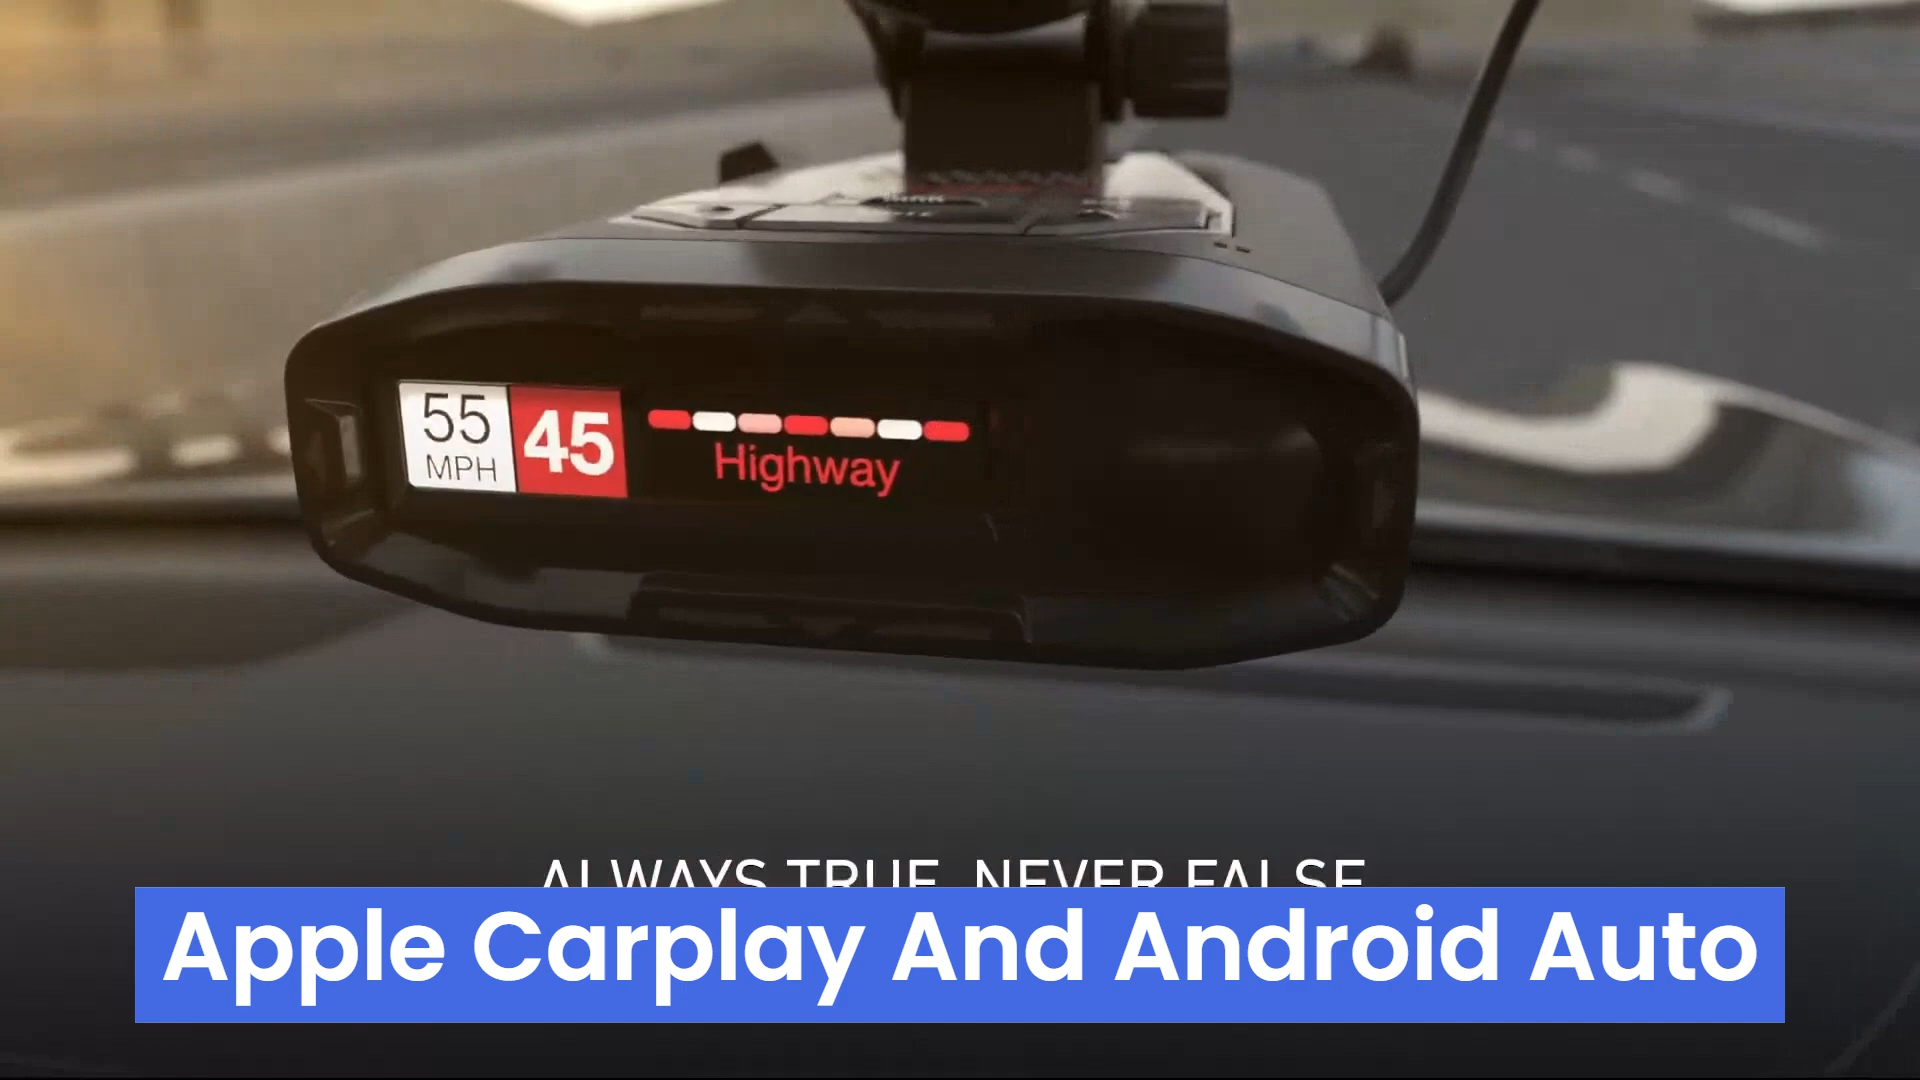 55 45
MPH
Highway
ALWAYS TRUE. NEVER FALSE.
Apple Carplay And Android Auto